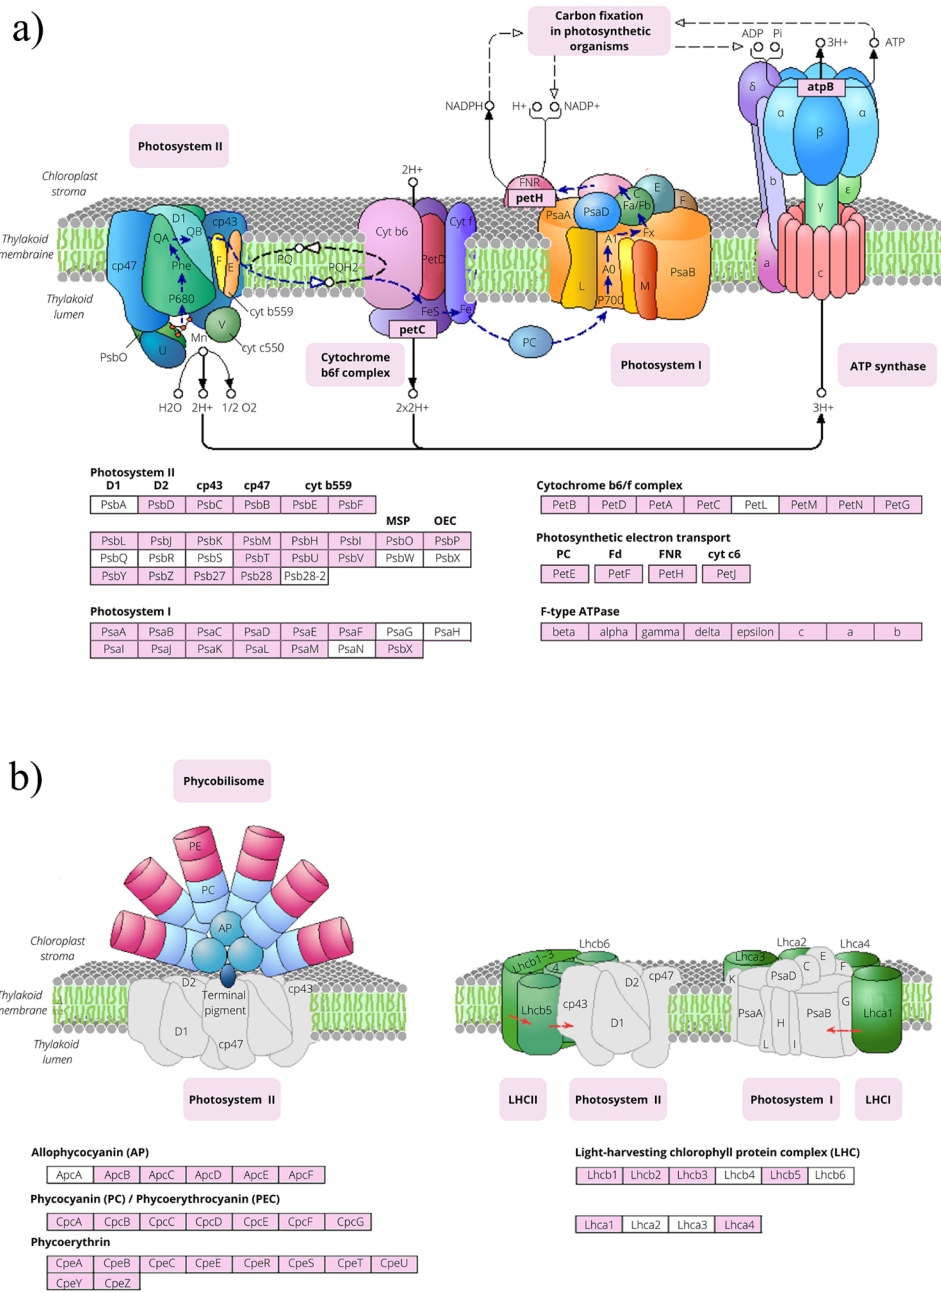 a)
Carbon fixation
in photosynthetic
organisms
ADP Pi
3H+
ATP
NADPH
H+
NADP+
atpB
δ
α
β
α
b
γ
ε
a
c
Photosystem II
Chloroplast
stroma
Thylakoid
membrane
Thylakoid
lumen
2H+
FNR
petH
PsaA
PsaD
Fa/Fb
E
F
D1
cp43
QA
QB
cp47
Phe
F
E
P680
PQ
PQH2
Cyt b6
Cyt f
PetD
FeS
Fe
petC
A1
Fx
A0
P700
L
M
PsaB
PC
cyt b559
V
cyt c550
PsbO
U
Mn
H2O
2H+
1/2 O2
Cytochrome
b6f complex
2x2H+
Photosystem I
ATP synthase
3H+
Photosystem II
D1 D2 cp43 cp47 cyt b559
PsbA PsbD PsbC PsbB PsbE PsbF
MSP OEC
PsbL PsbJ PsbK PsbM PsbH PsbI PsbO PsbP
PsbQ PsbR PsbS PsbT PsbU PsbV PsbW PsbX
PsbY PsbZ Psb27 Psb28 Psb28-2
Photosystem I
PsaA PsaB PsaC PsaD PsaE PsaF PsaG PsaH
PsaI PsaJ PsaK PsaL PsaM PsaN PsbX
Cytochrome b6/f complex
PetB PetD PetA PetC PetL PetM PetN PetG
Photosynthetic electron transport
PC Fd FNR cyt c6
PetE PetF PetH PetJ
F-type ATPase
beta alpha gamma delta epsilon c a b
b)
Phycobilisome
PE
PC
AP
Chloroplast
stroma
Thylakoid
membrane
Thylakoid
lumen
D2
cp43
Terminal
pigment
D1
cp47
Photosystem II
Lhcb1-3
Lhcb6
4
Lhcb5
cp43
D2
cp47
D1
LHCII
Photosystem II
Lhca3
Lhca2
Lhca4
K
PsaD
C
E
F
PsaA
H
PsaB
G
L
I
Lhca1
Photosystem I
LHCI
Allophycocyanin (AP)
ApcA ApcB ApcC ApcD ApcE ApcF
Phycocyanin (PC) / Phycoerythrocyanin (PEC)
CpcA CpcB CpcC CpcD CpcE CpcF CpcG
Phycoerythrin
CpeA CpeB CpeC CpeE CpeR CpeS CpeT CpeU
CpeY CpeZ
Light-harvesting chlorophyll protein complex (LHC)
Lhcb1 Lhcb2 Lhcb3 Lhcb4 Lhcb5 Lhcb6
Lhca1 Lhca2 Lhca3 Lhca4